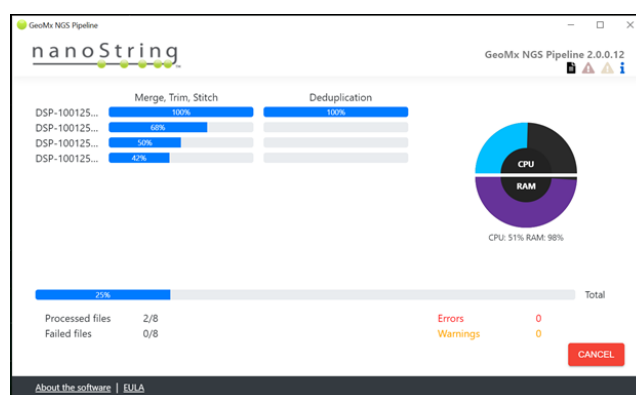 GeoMx NGS Pipeline
nanoString
GeoMx NGS Pipeline 2.0.0.12
Merge, Trim, Stitch Deduplication
DSP-100125... 100% 100%
DSP-100125... 68%
DSP-100125... 50%
DSP-100125... 42%
CPU
RAM
CPU: 51% RAM: 98%
25% Total
Processed files 2/8 Errors 0
Failed files 0/8 Warnings 0
CANCEL
About the software | EULA